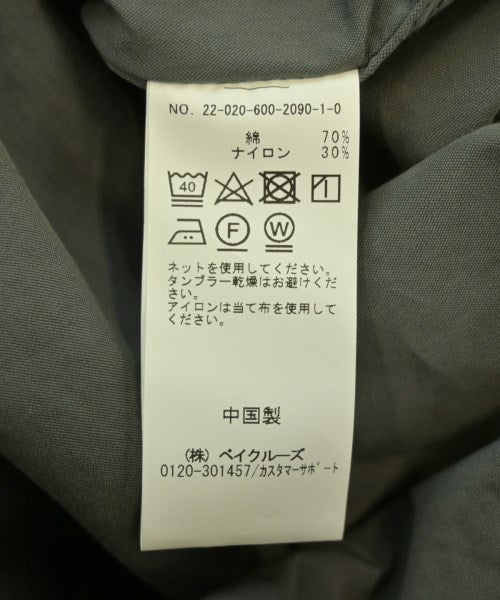 NO. 22-020-600-2090-1-0
綿 70%
ナイロン 30%
40
F W
ネットを使用してください。
タンブラー乾燥はお避けくだ
さい。
アイロンは当て布を使用して
ください。
中国製
(株) ベイクルーズ
0120-301457/カスタマーサポート